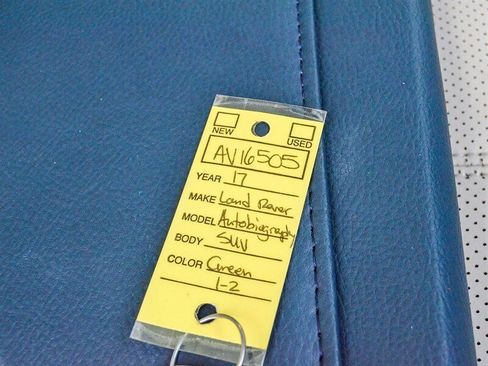 NEW USED
AV16505
YEAR 17
MAKE Land Rover
MODEL Autobiography
BODY SUV
COLOR Green
1-2